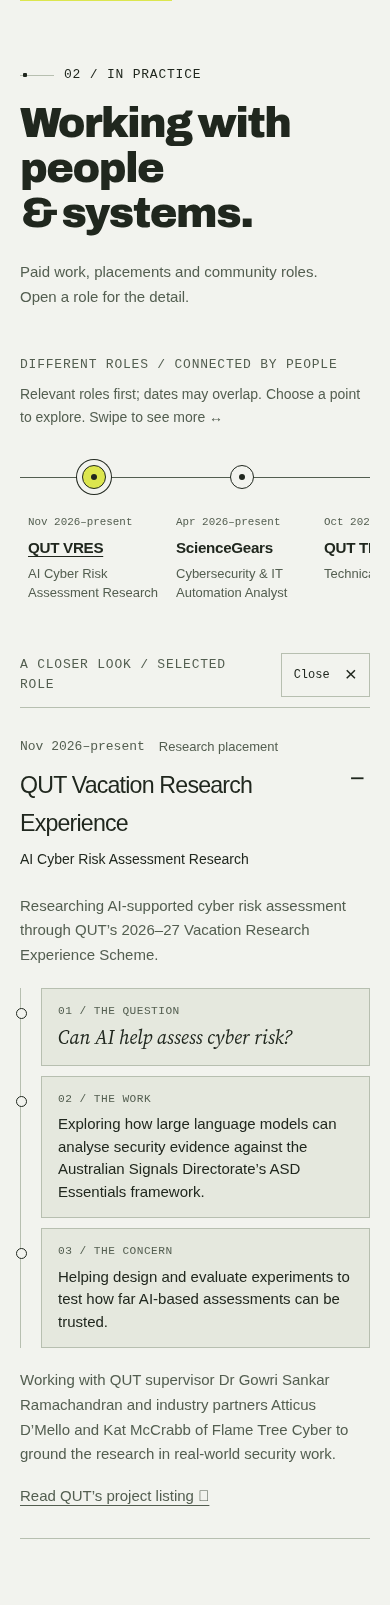 02 / IN PRACTICE
Working with
people
& systems.
Paid work, placements and community roles.
Open a role for the detail.
DIFFERENT ROLES / CONNECTED BY PEOPLE
Relevant roles first; dates may overlap. Choose a point
to explore. Swipe to see more ↔
Nov 2026–present
Apr 2026–present
Oct 202
QUT VRES
ScienceGears
QUT
AI Cyber Risk
Cybersecurity & IT
Technica
Assessment Research
Automation Analyst
A CLOSER LOOK / SELECTED
ROLE
Close ✕
Nov 2026–present Research placement
QUT Vacation Research
Experience
–
AI Cyber Risk Assessment Research
Researching AI-supported cyber risk assessment
through QUT's 2026–27 Vacation Research
Experience Scheme.
01 / THE QUESTION
Can AI help assess cyber risk?
02 / THE WORK
Exploring how large language models can
analyse security evidence against the
Australian Signals Directorate's ASD
Essentials framework.
03 / THE CONCERN
Helping design and evaluate experiments to
test how far AI-based assessments can be
trusted.
Working with QUT supervisor Dr Gowri Sankar
Ramachandran and industry partners Atticus
D'Mello and Kat McCrabb of Flame Tree Cyber to
ground the research in real-world security work.
Read QUT's project listing